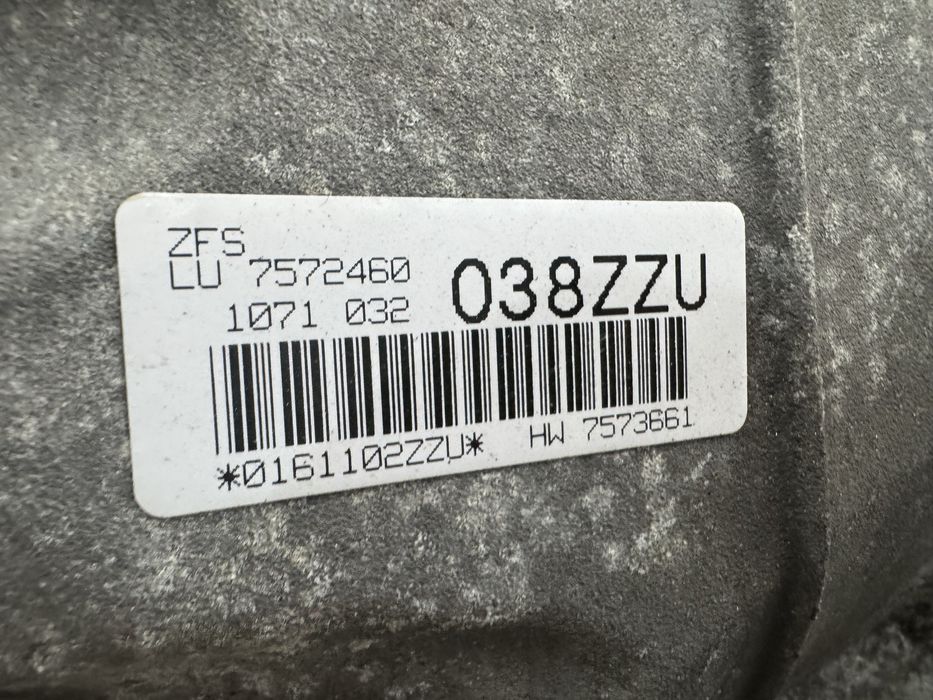 ZFS
LU 7572460
1071 032
038ZZU
*0161102ZZU*
HW 7573661